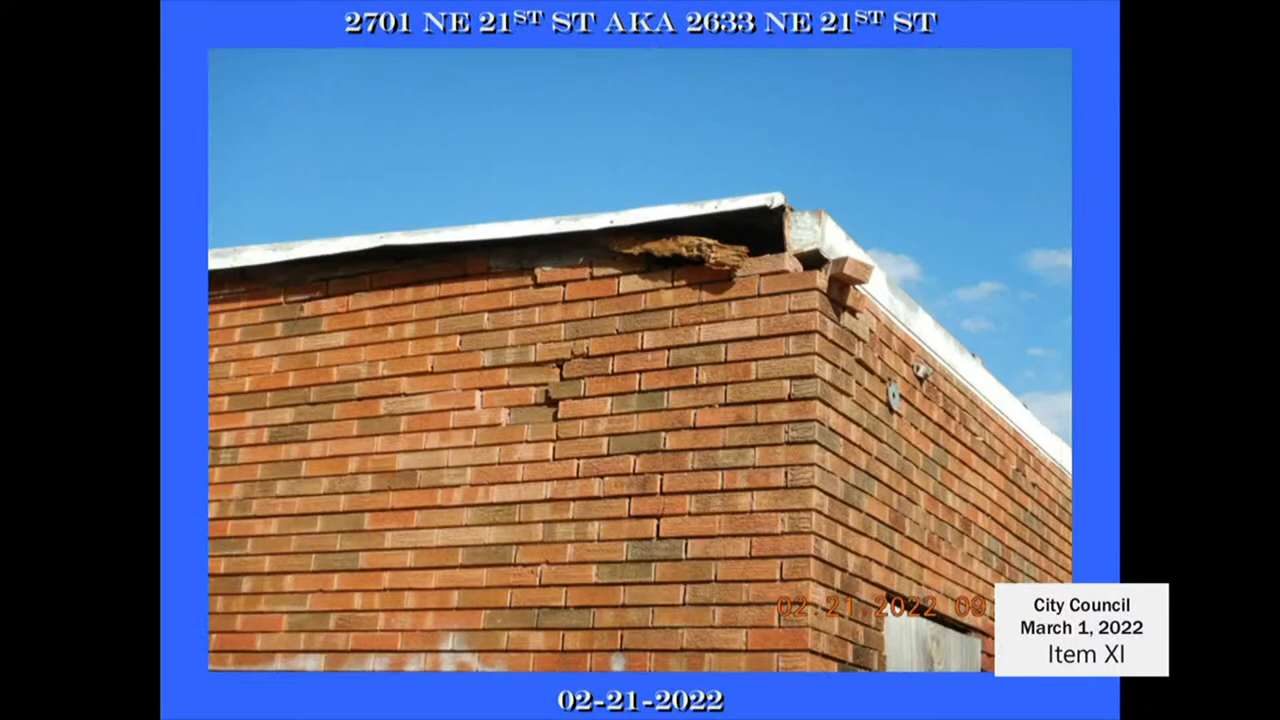 2701 NE 21ST ST AKA 2633 NE 21ST ST
02 21 2022 09
City Council
March 1, 2022
Item XI
02-21-2022